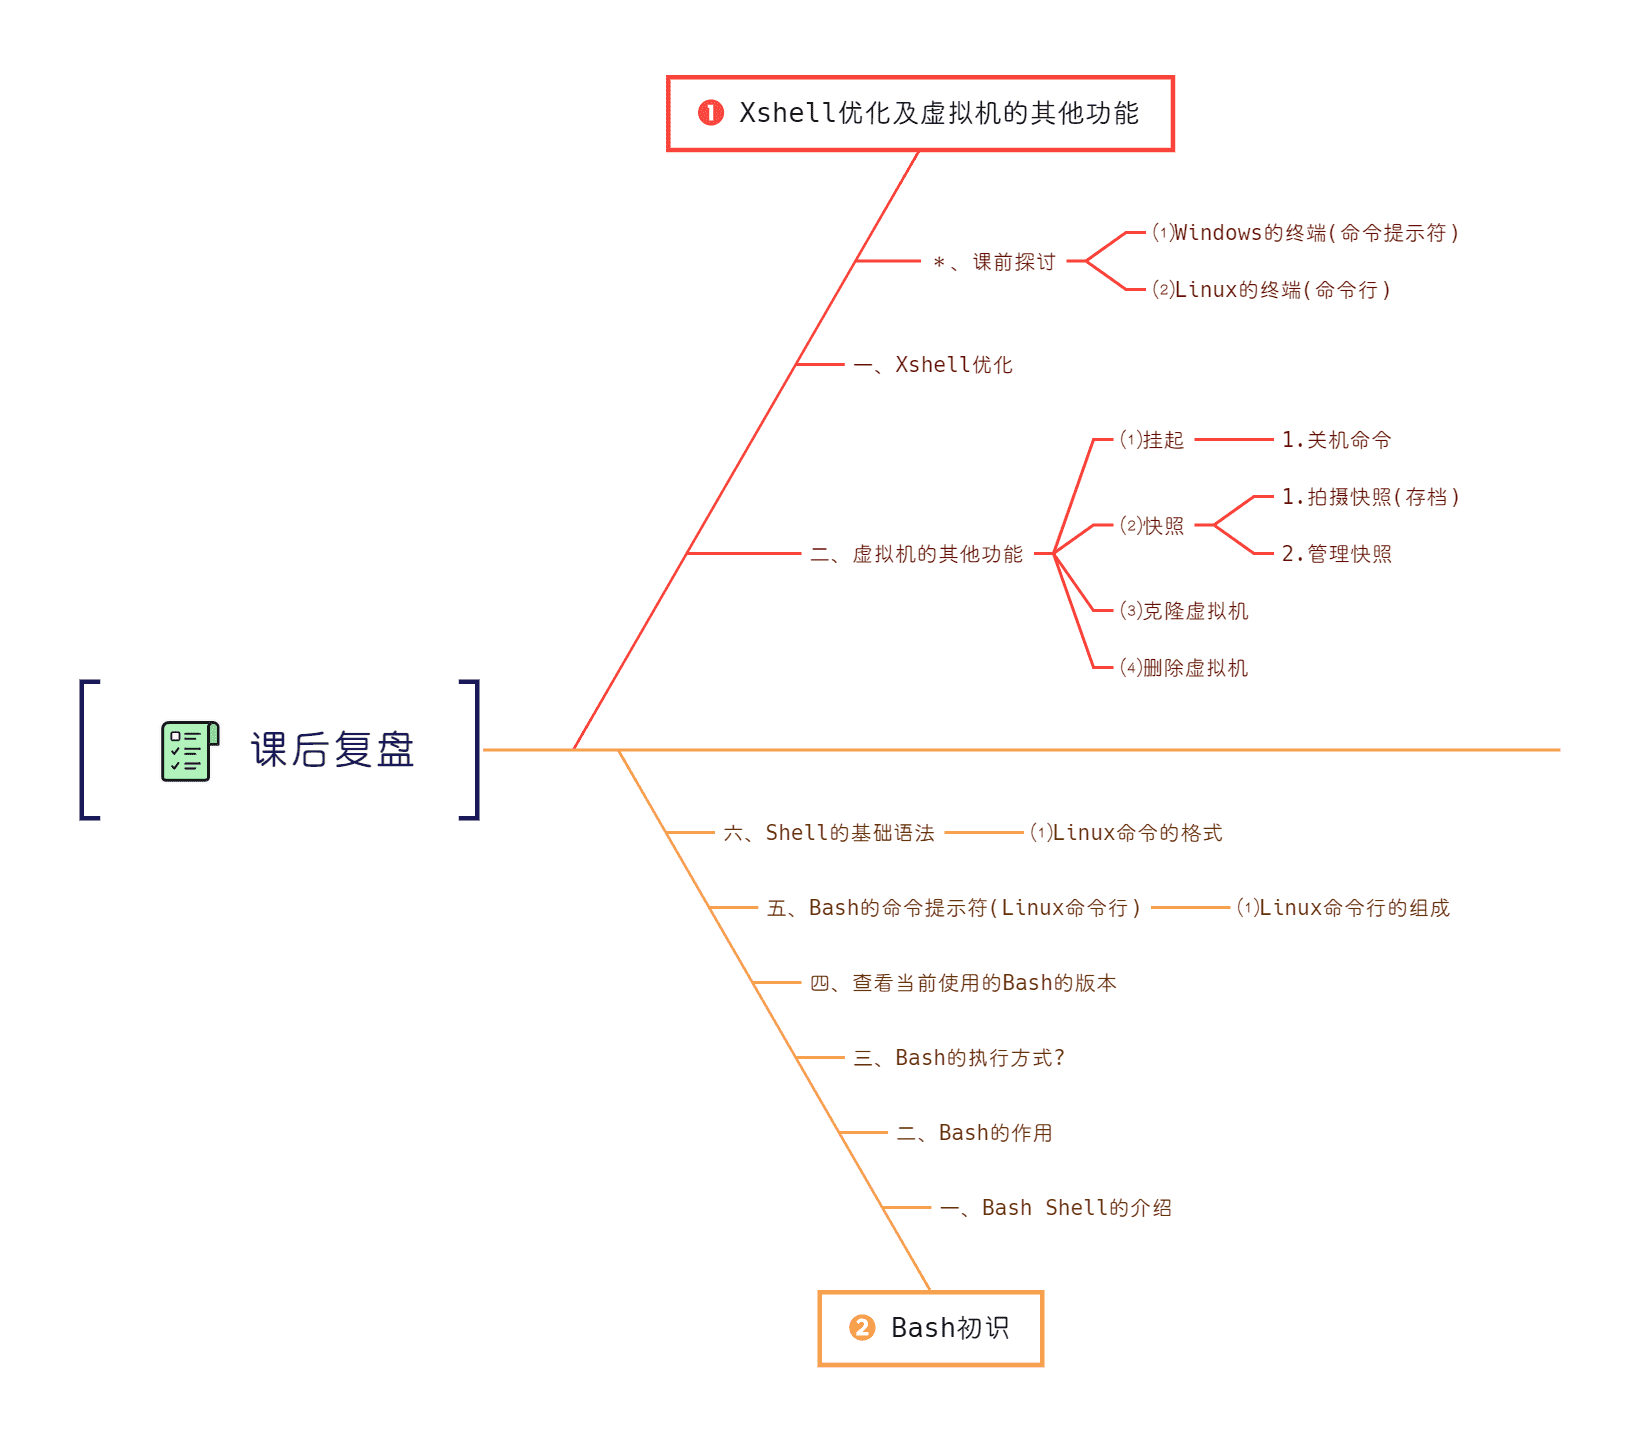 ❶ Xshell优化及虚拟机的其他功能
⑴Windows的终端(命令提示符)
*、课前探讨
⑵Linux的终端(命令行)
一、Xshell优化
⑴挂起
1.关机命令
1.拍摄快照(存档)
⑵快照
二、虚拟机的其他功能
2.管理快照
⑶克隆虚拟机
⑷删除虚拟机
课后复盘
六、Shell的基础语法
⑴Linux命令的格式
五、Bash的命令提示符(Linux命令行)
⑴Linux命令行的组成
四、查看当前使用的Bash的版本
三、Bash的执行方式?
二、Bash的作用
一、Bash Shell的介绍
❷ Bash初识